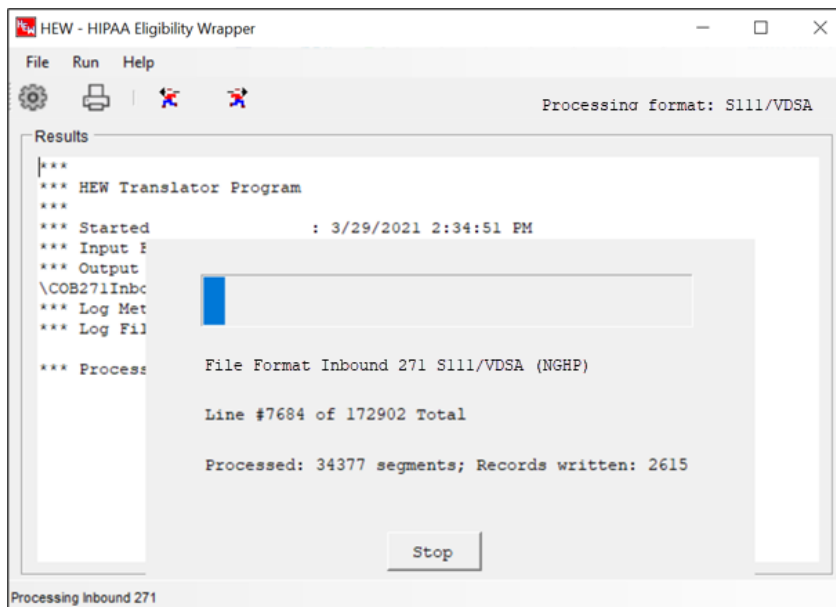 HEW - HIPAA Eligibility Wrapper
File Run Help
Processing format: S111/VDSA
Results
***
*** HEW Translator Program
***
*** Started : 3/29/2021 2:34:51 PM
*** Input
*** Output
\COB271Inbo
*** Log Met
*** Log Fil
*** Process
File Format Inbound 271 S111/VDSA (NGHP)
Line #7684 of 172902 Total
Processed: 34377 segments; Records written: 2615
Stop
Processing Inbound 271